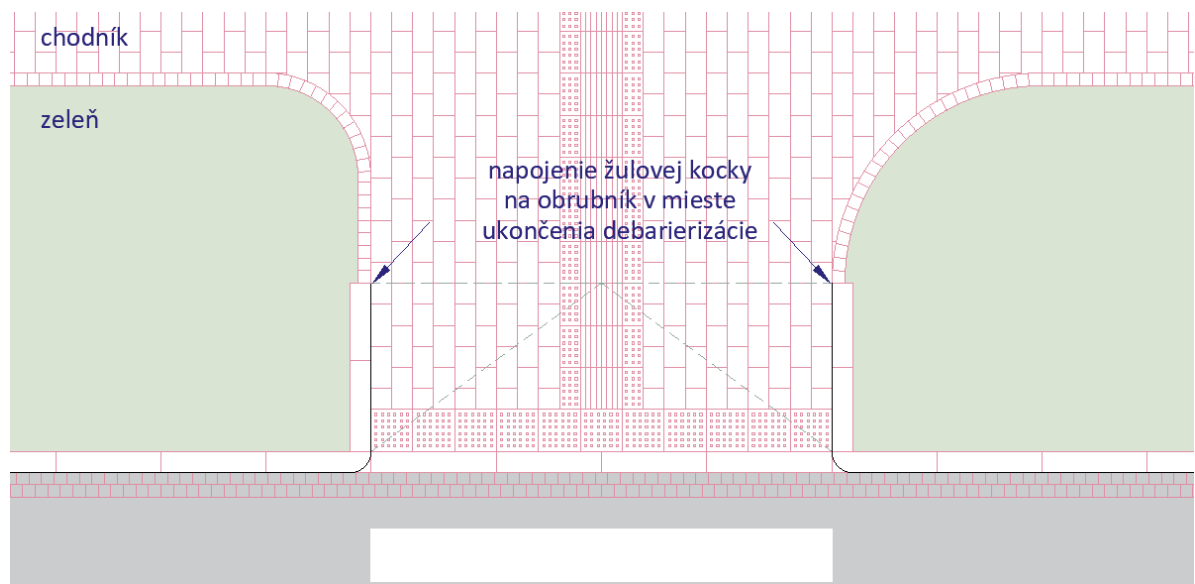 chodník
zeleň
napojenie žulovej kocky
na obrubník v mieste
ukončenia debarierizácie